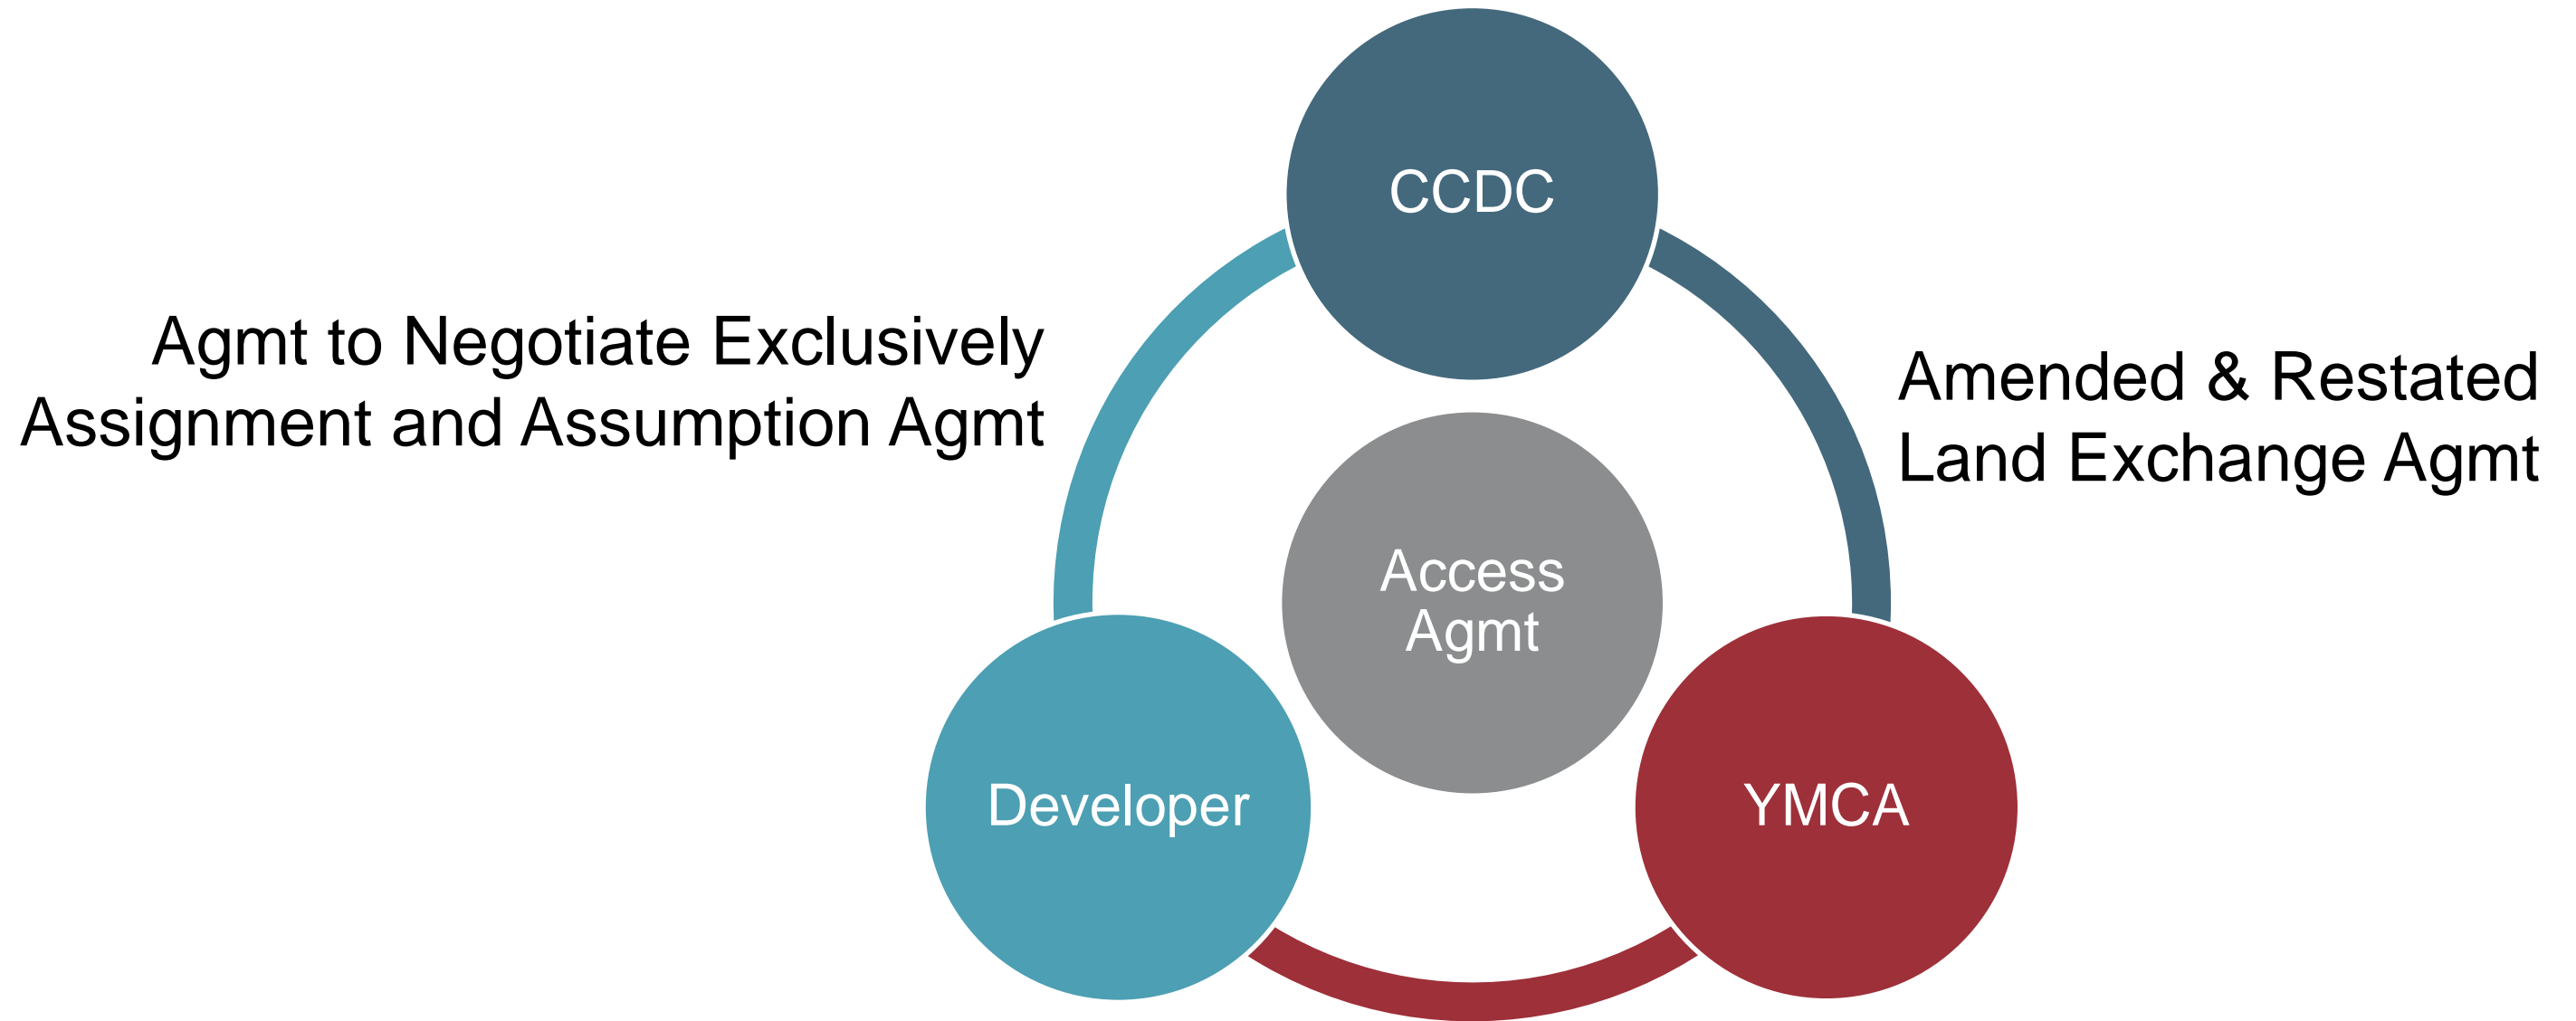 CCDC
Agmt to Negotiate Exclusively
Assignment and Assumption Agmt
Amended & Restated
Land Exchange Agmt
Access
Agmt
Developer
YMCA